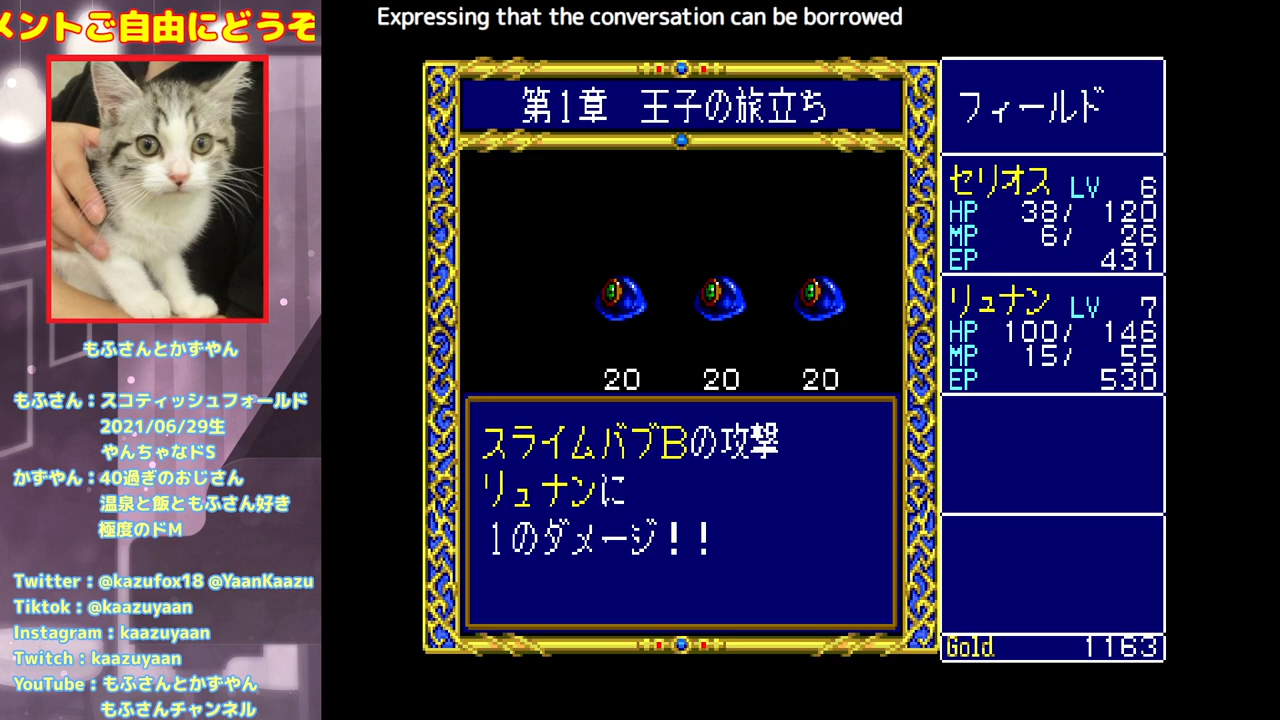 メントご自由にどうぞ
もふさんとかずやん
もふさん：スコティッシュフォールド
2021/06/29生
やんちゃなドS
かずやん：40過ぎのおじさん
温泉と飯ともふさん好き
極度のドM
Twitter：@kazufox18 @YaanKaazu
Tiktok：@kaazuyaan
Instagram：kaazuyaan
Twitch：kaazuyaan
YouTube：もふさんとかずやん
もふさんチャンネル
Expressing that the conversation can be borrowed
第1章　王子の旅立ち
20 20 20
スライムバブBの攻撃
リュナンに
1のダメージ！！
フィールド
セリオス LV 6
HP 38/ 120
MP 6/ 26
EP 431
リュナン LV 7
HP 100/ 146
MP 15/ 55
EP 530
Gold 1163